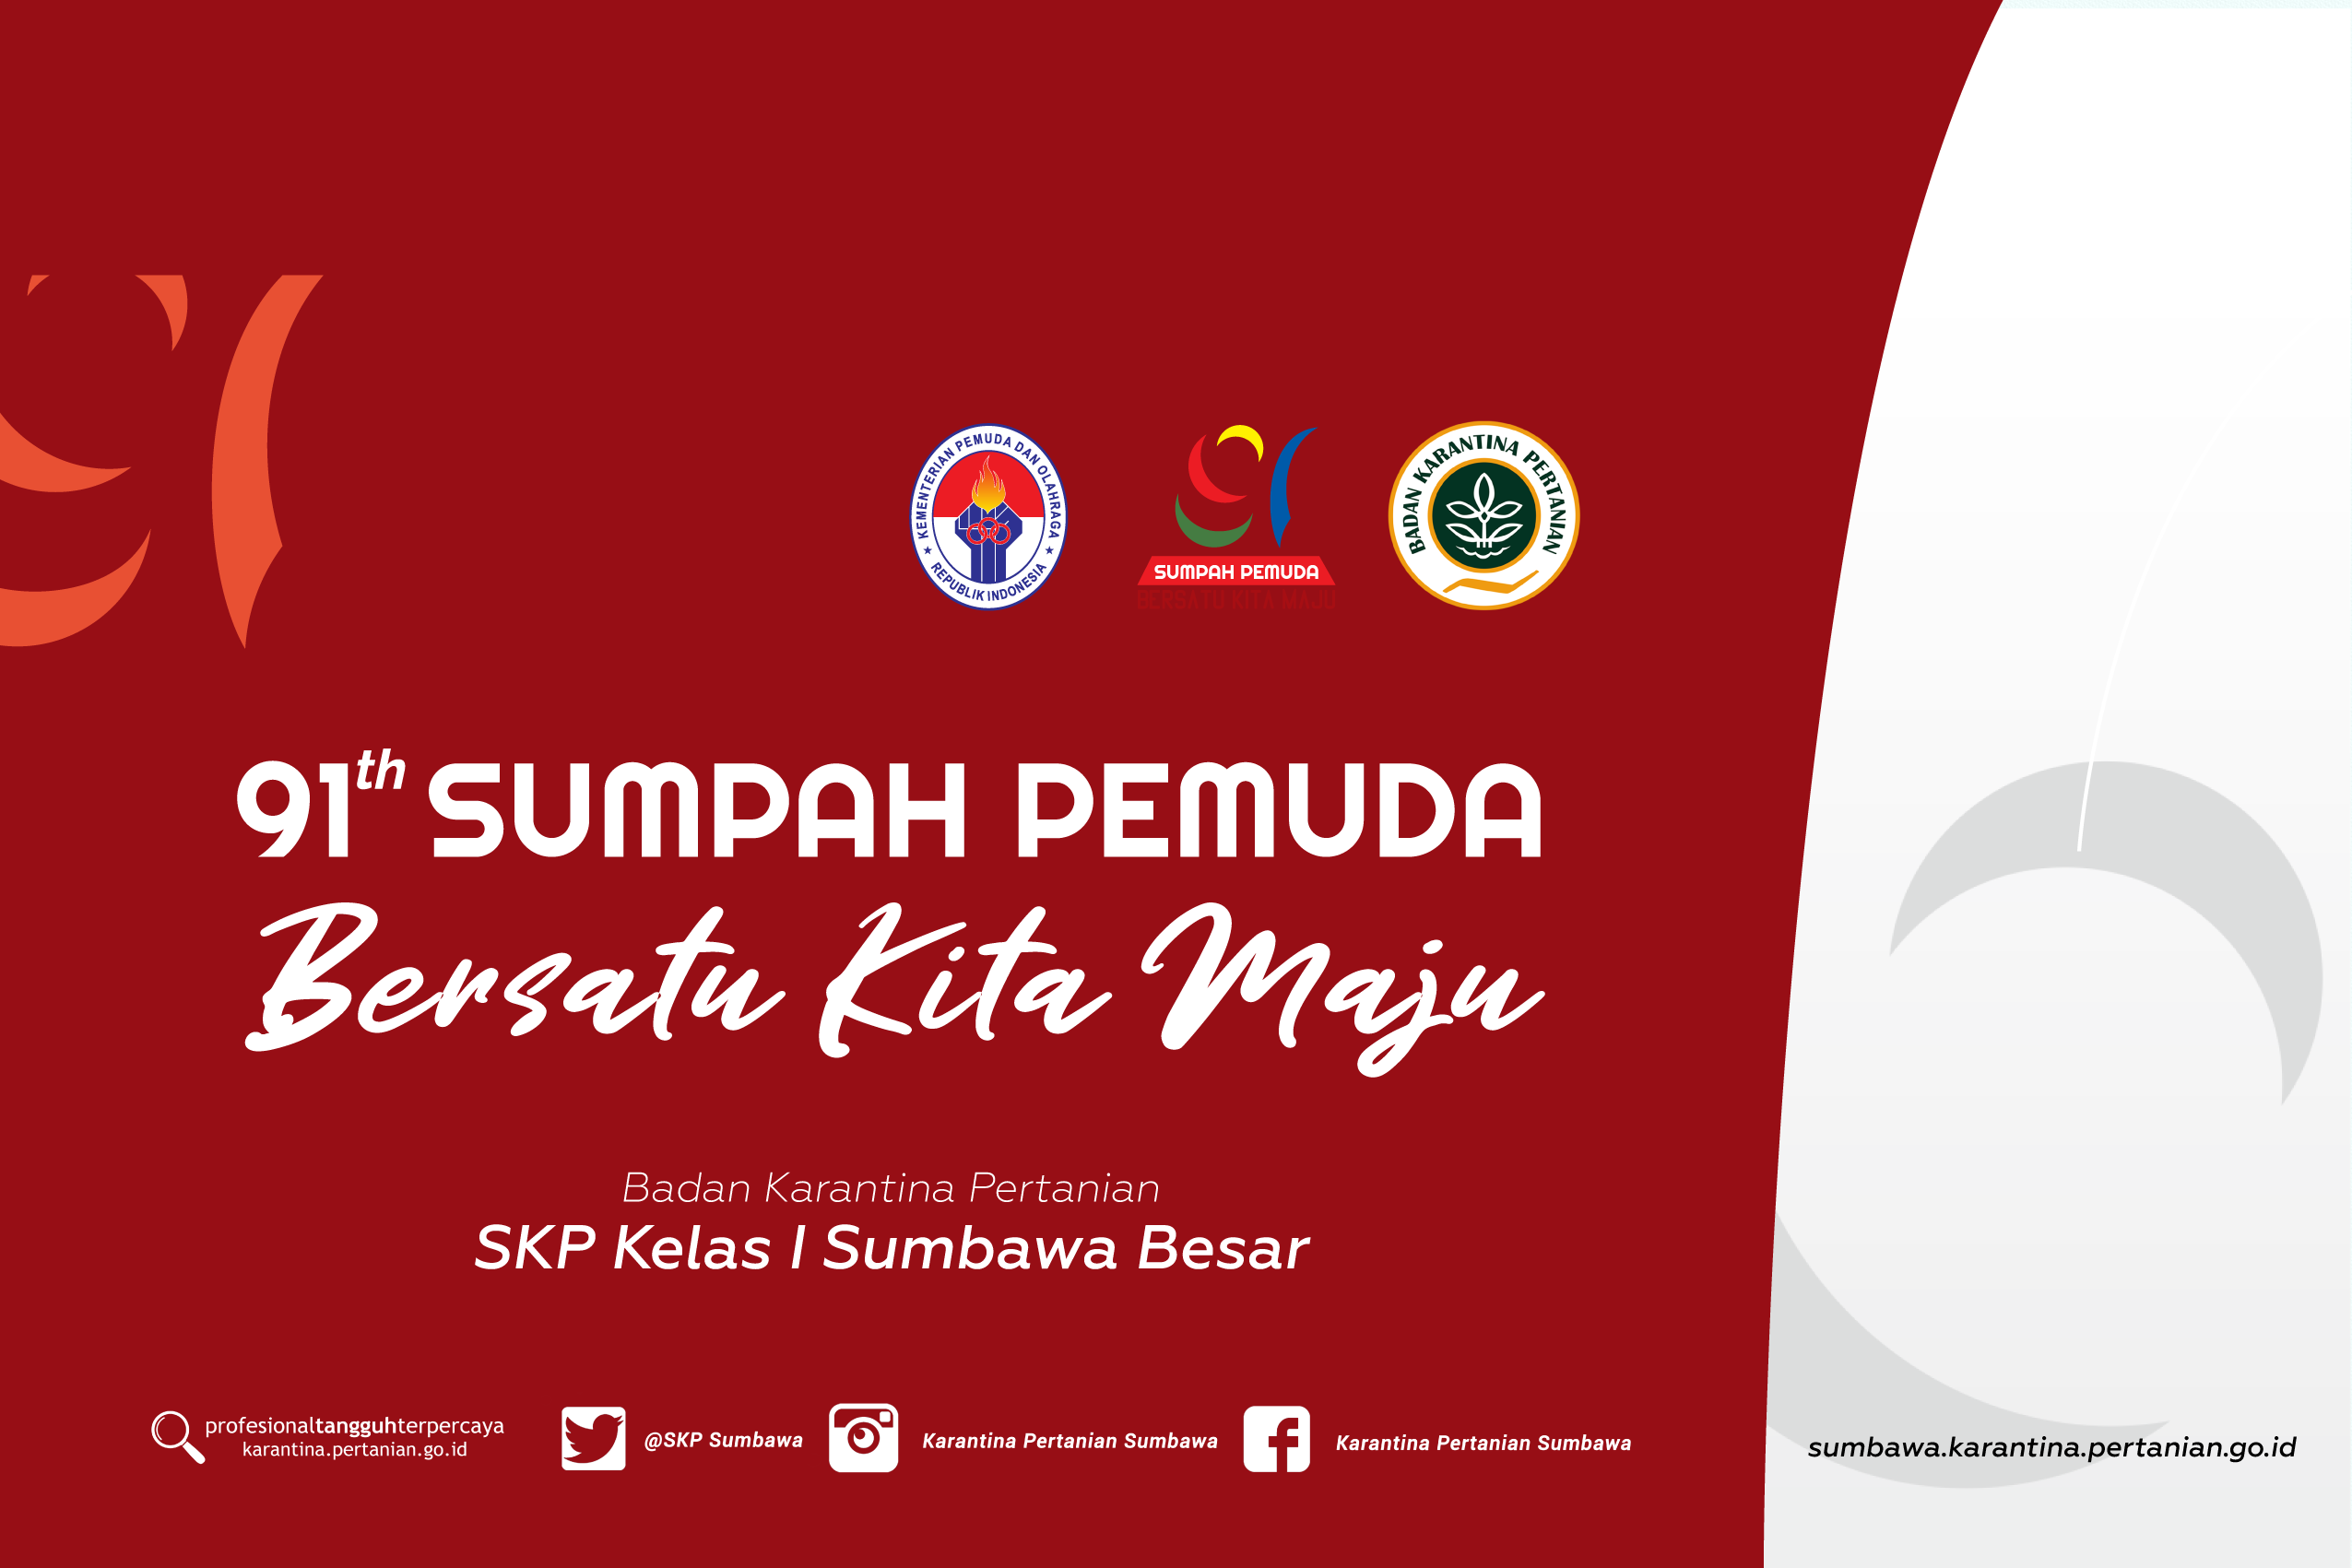 KEMENTERIAN PEMUDA DAN OLAHRAGA
REPUBLIK INDONESIA
SUMPAH PEMUDA
BERSATU KITA MAJU
BADAN KARANTINA PERTANIAN
91th SUMPAH PEMUDA
Bersatu Kita Maju
Badan Karantina Pertanian
SKP Kelas I Sumbawa Besar
profesionaltangguhterpercaya
karantina.pertanian.go.id
@SKP Sumbawa
Karantina Pertanian Sumbawa
Karantina Pertanian Sumbawa
sumbawa.karantina.pertanian.go.id